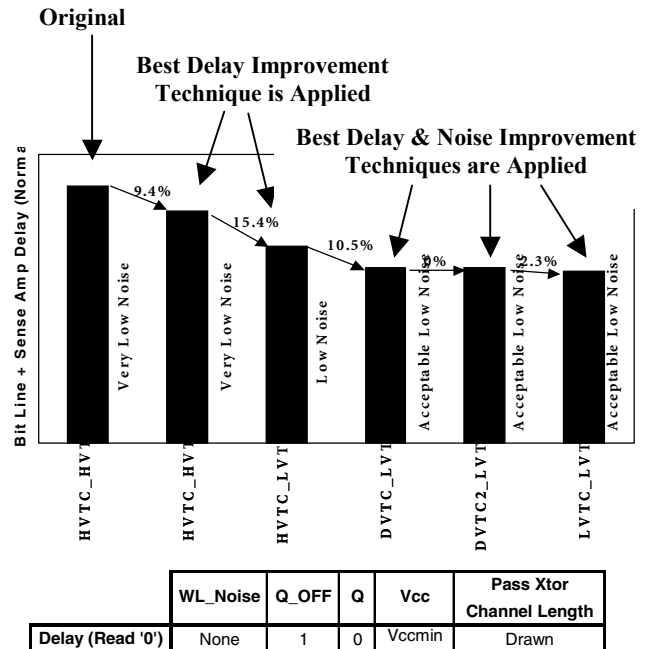 Original
Best Delay Improvement
Technique is Applied
Best Delay & Noise Improvement
Techniques are Applied
Bit Line + Sense Amp Delay (Norma
9.4%
15.4%
10.5%
0%
2.3%
Very Low Noise
Very Low Noise
Low Noise
Acceptable Low Noise
Acceptable Low Noise
Acceptable Low Noise
HVTC_HVT
HVTC_HVT
HVTC_LVT
DVTC_LVT
DVTC2_LVT
LVTC_LVT
WL_Noise Q_OFF Q Vcc Pass Xtor
Channel Length
Delay (Read '0') None 1 0 Vccmin Drawn